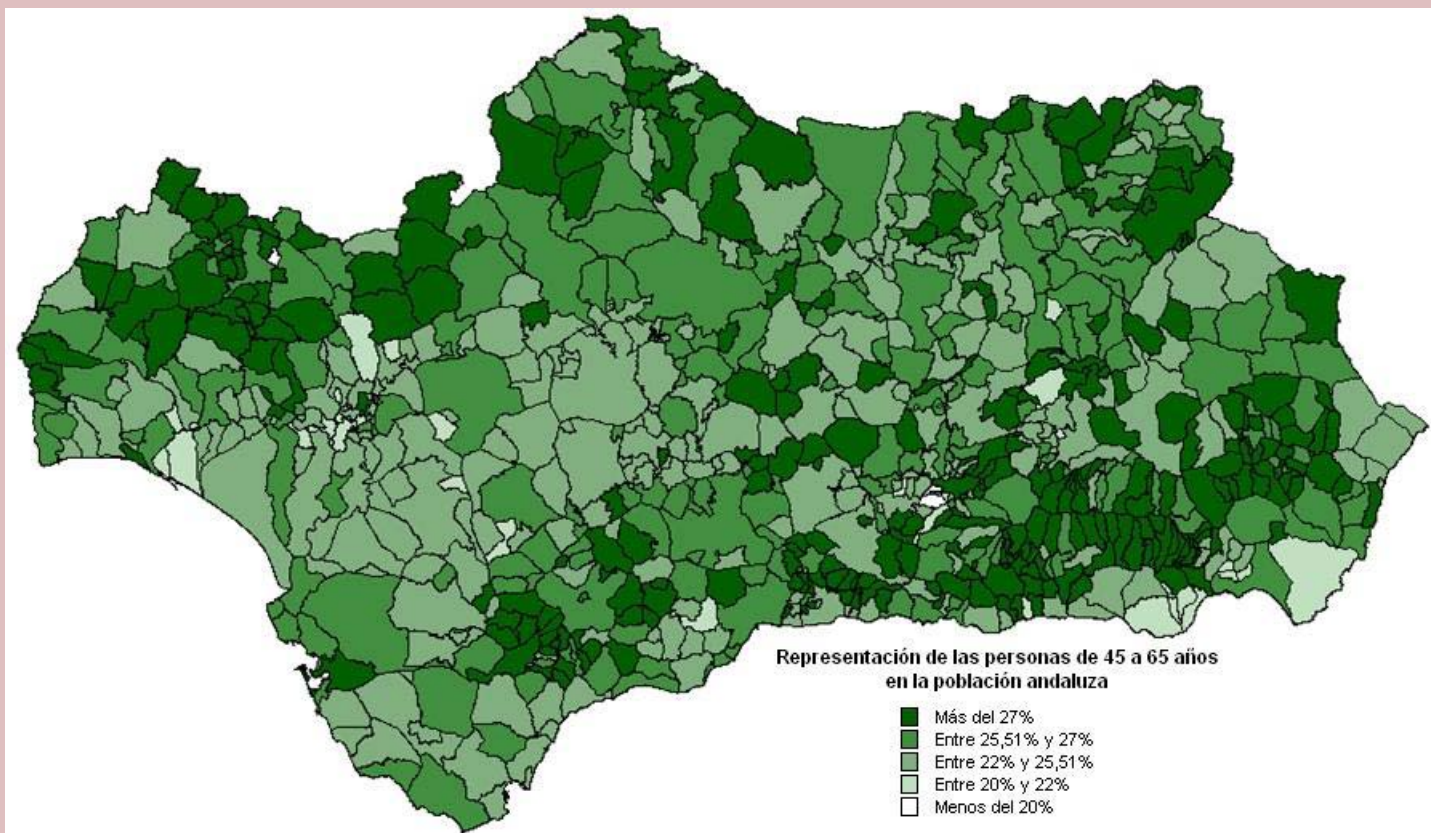 Representación de las personas de 45 a 65 años
en la población andaluza
Más del 27%
Entre 25,51% y 27%
Entre 22% y 25,51%
Entre 20% y 22%
Menos del 20%